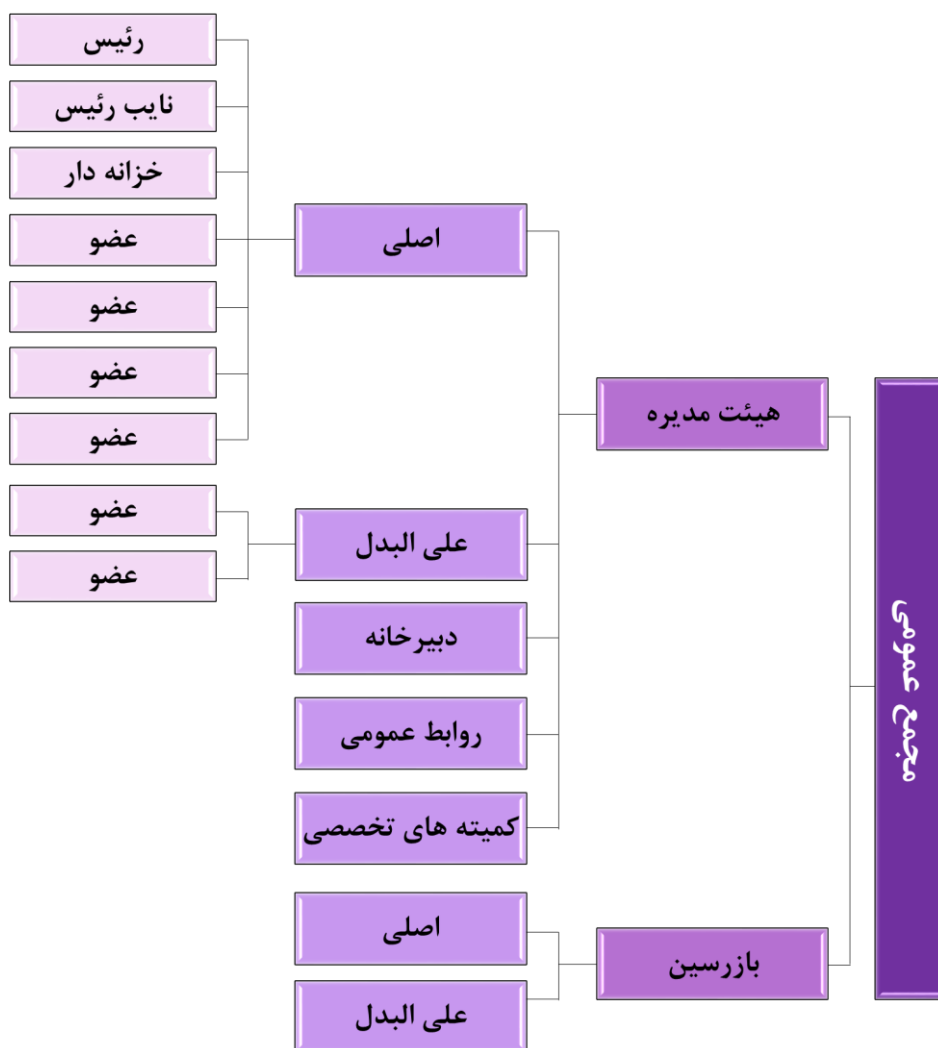 مجمع عمومی
هیئت مدیره
اصلی
رئیس
نایب رئیس
خزانه دار
عضو
عضو
عضو
عضو
علی البدل
عضو
عضو
دبیرخانه
روابط عمومی
کمیته های تخصصی
بازرسین
اصلی
علی البدل